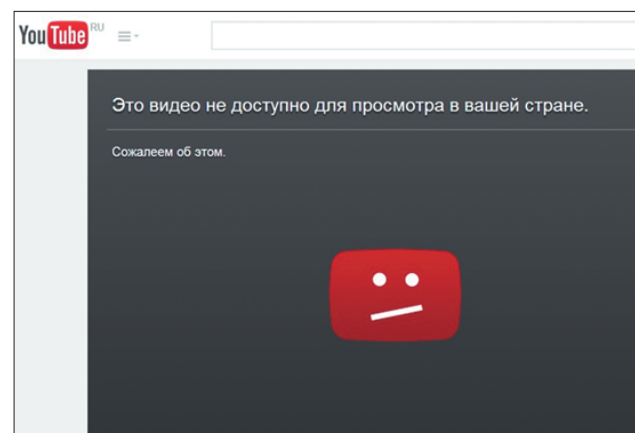 YouTube RU
Это видео не доступно для просмотра в вашей стране.
Сожалеем об этом.